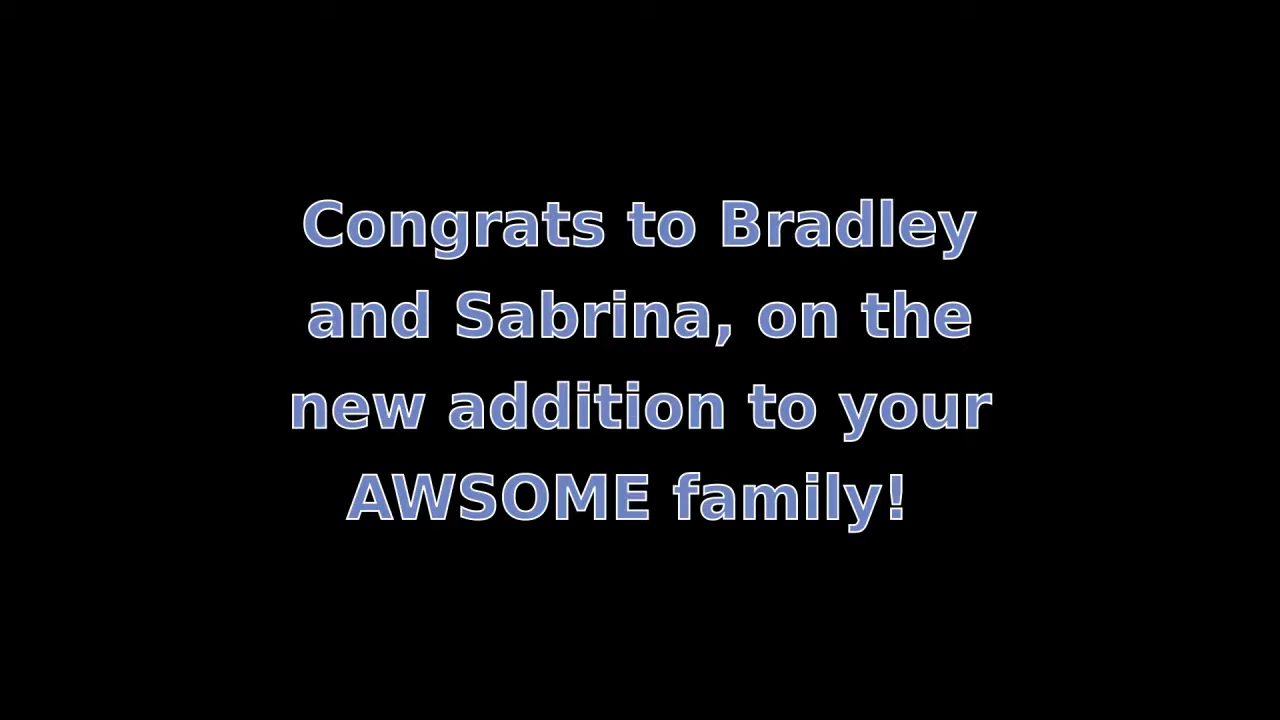 Congrats to Bradley
and Sabrina, on the
new addition to your
AWSOME family!